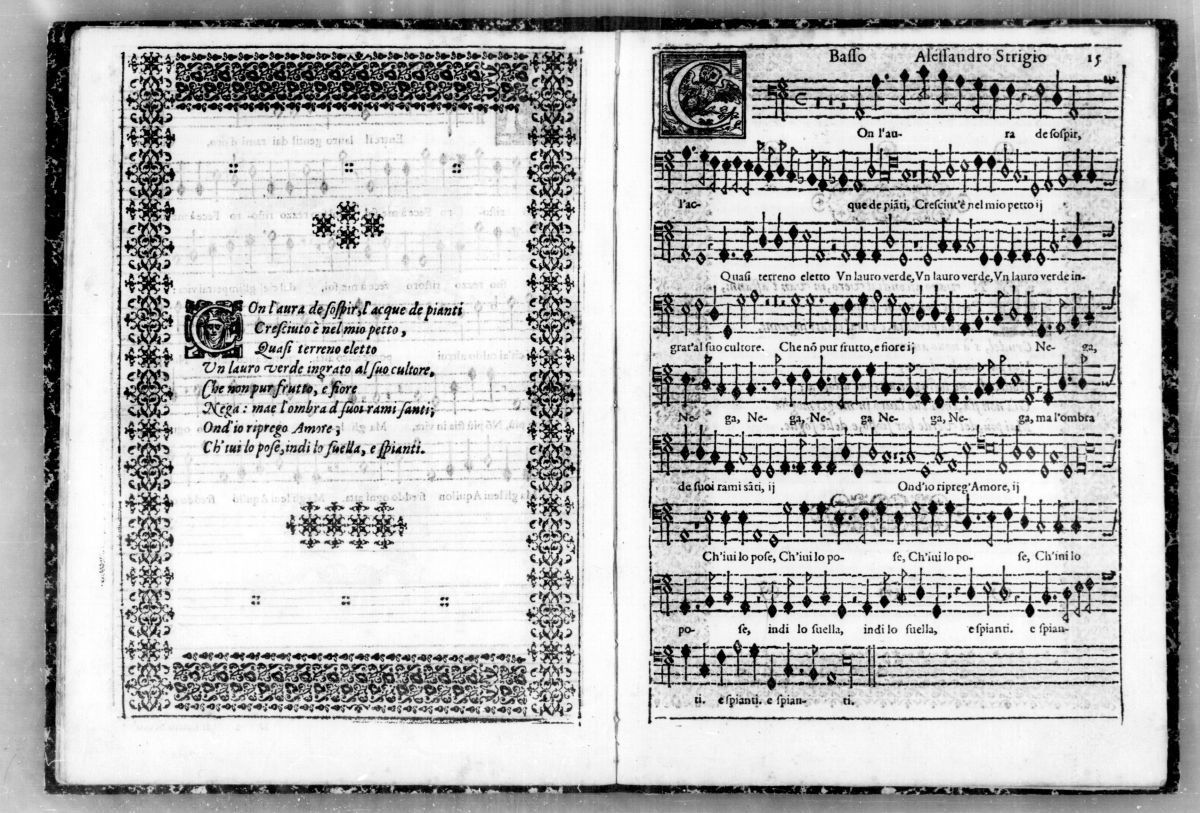 COn l'aura de sospir, l'acque de pianti
Cresciuto è nel mio petto,
Quasi terreno eletto
Vn lauro verde ingrato al suo cultore,
Che non pur frutto, e fiore
Nega: mae l'ombra d suoi rami santi;
Ond'io riprego Amore,
Ch'iui lo pose, indi lo suella, e spianti.
Basso Alessandro Strigio 15
COn l'au- ra de sospir,
l'ac- que de piãti, Cresciut'è nel mio petto ij
Quasi terreno eletto Vn lauro verde, Vn lauro verde, Vn lauro verde in-
grat'al suo cultore. Che nõ pur frutto, e fiore ij Ne- ga,
Ne- ga, Ne- ga, Ne- ga Ne- ga, Ne- ga, ma l'ombra
de suoi rami sãti, ij Ond'io ripreg'Amore, ij
Ch'iui lo pose, Ch'iui lo po- se, Ch'iui lo po- se, Ch'iui lo
po- se, indi lo suella, indi lo suella, e spianti. e spian-
ti. e spianti. e spian- ti.